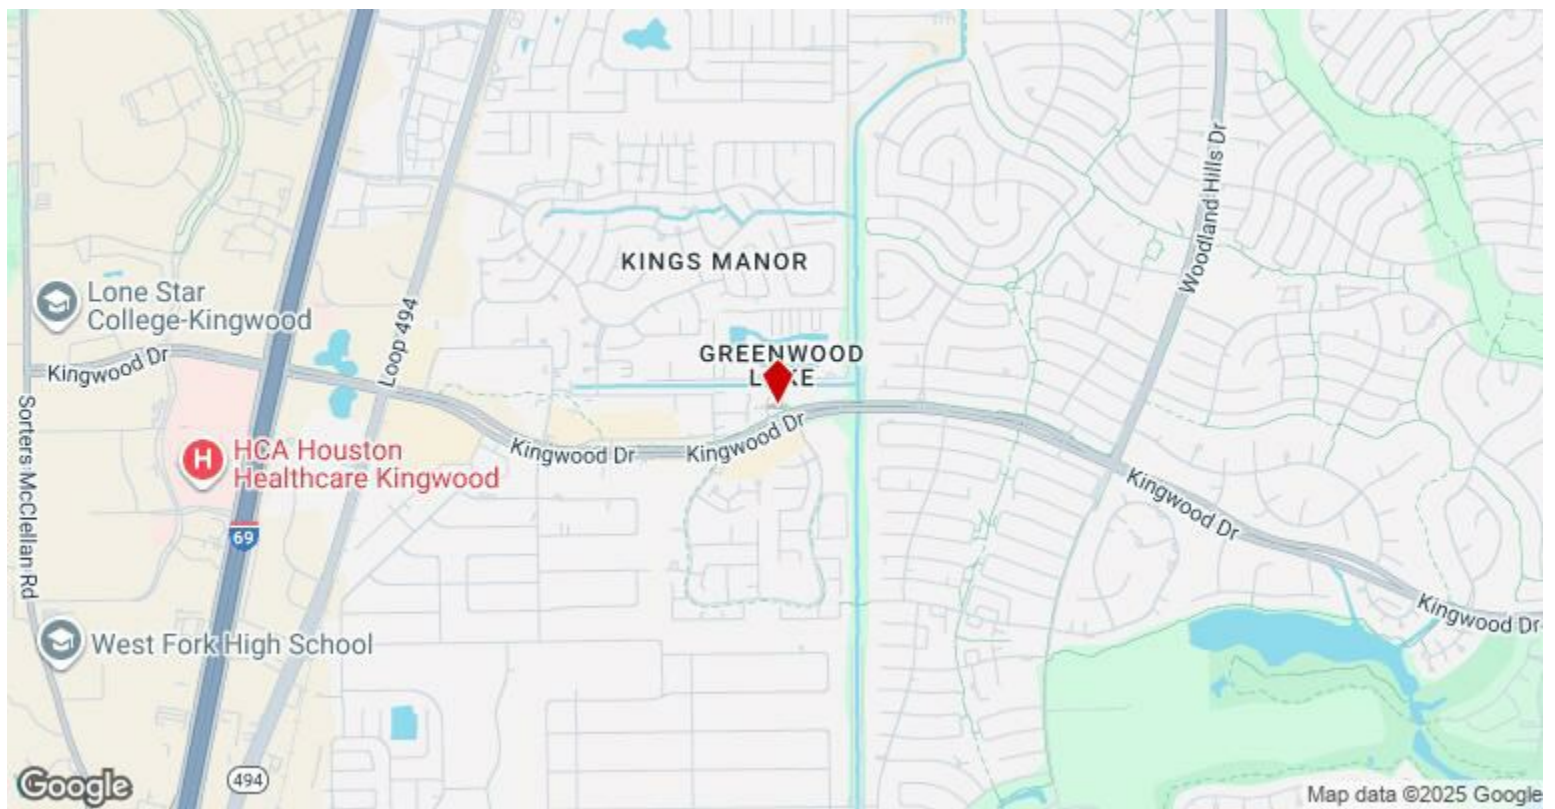 Woodland Hills Dr
KINGS MANOR
Lone Star
College-Kingwood
Loop 494
Kingwood Dr
GREENWOOD
Sorters McClellan Rd
Kingwood Dr
Kingwood Dr
HCA Houston
Healthcare Kingwood
H
Kingwood Dr
69
Kingwood Dr
West Fork High School
494
Google
Map data ©2025 Google